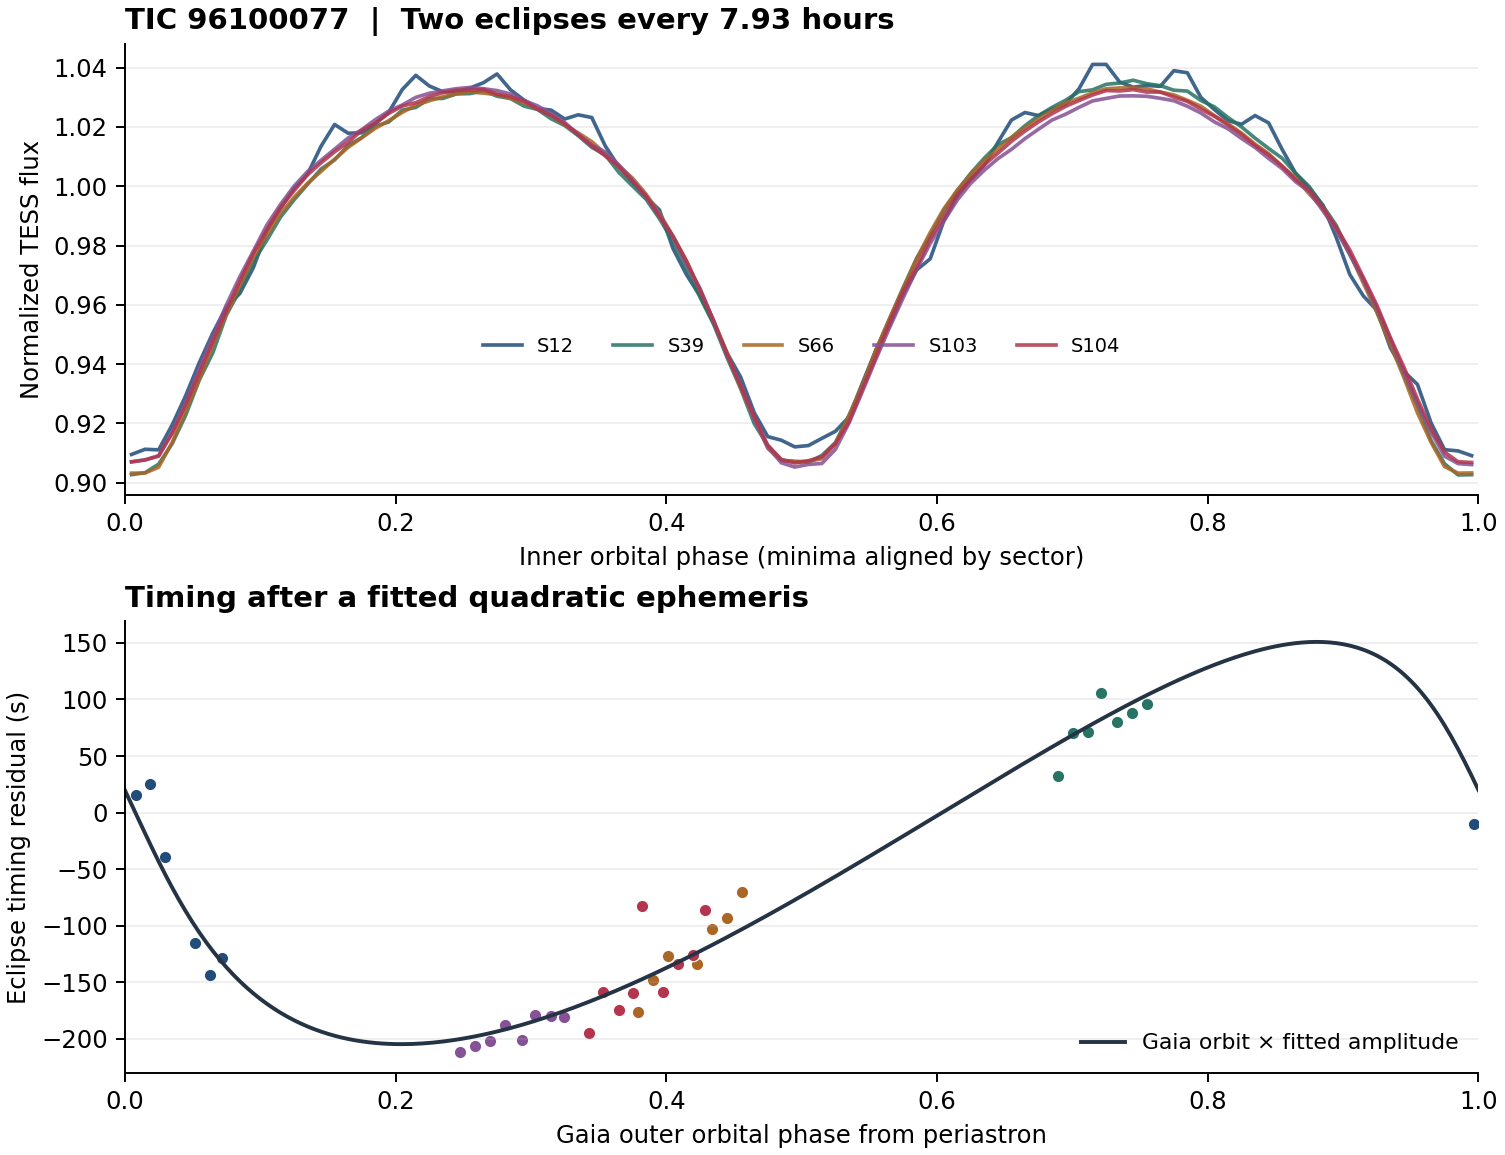 TIC 96100077 | Two eclipses every 7.93 hours
Normalized TESS flux
1.04
1.02
1.00
0.98
0.96
0.94
0.92
0.90
S12 S39 S66 S103 S104
0.0 0.2 0.4 0.6 0.8 1.0
Inner orbital phase (minima aligned by sector)
Timing after a fitted quadratic ephemeris
Eclipse timing residual (s)
150
100
50
0
−50
−100
−150
−200
Gaia orbit × fitted amplitude
0.0 0.2 0.4 0.6 0.8 1.0
Gaia outer orbital phase from periastron